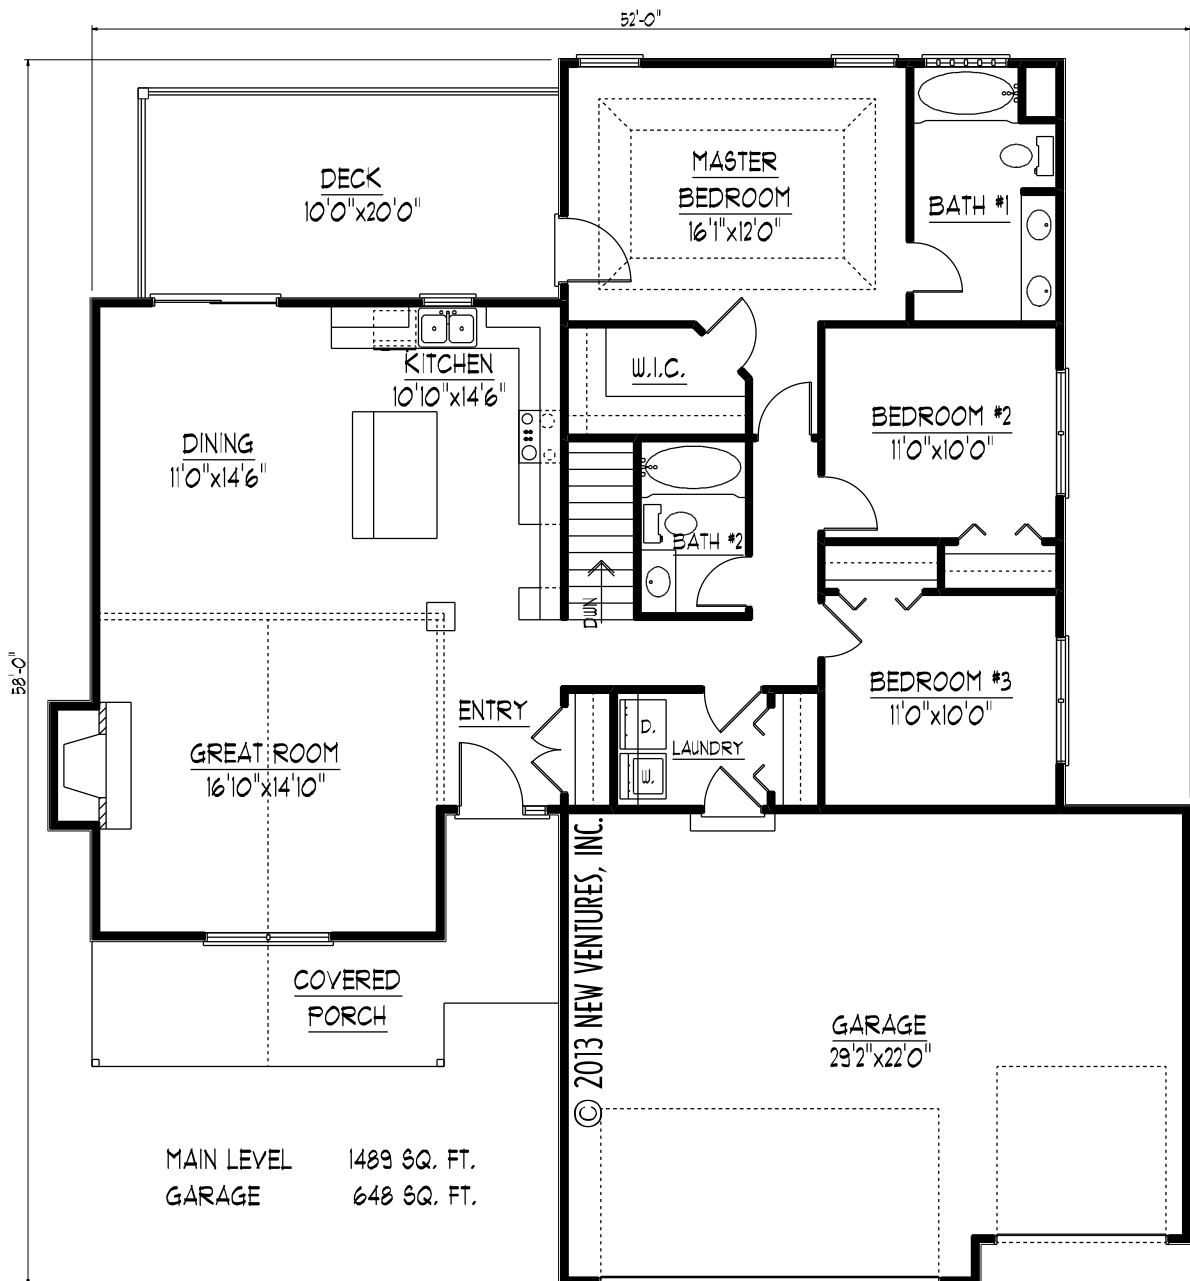 52'-0"
DECK
10'0"x20'0"
MASTER
BEDROOM
16'1"x12'0"
BATH #1
KITCHEN
10'10"x14'6"
W.I.C.
DINING
11'0"x14'6"
BEDROOM #2
11'0"x10'0"
BATH #2
DWN
58'-0"
ENTRY
D.
LAUNDRY
W.
BEDROOM #3
11'0"x10'0"
GREAT ROOM
16'10"x14'10"
© 2013 NEW VENTURES, INC.
COVERED
PORCH
GARAGE
29'2"x22'0"
MAIN LEVEL 1489 SQ. FT.
GARAGE 648 SQ. FT.